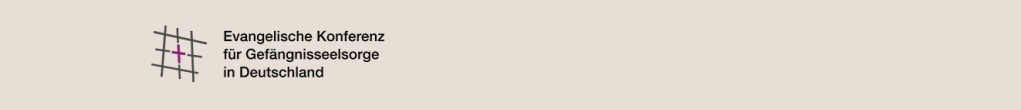 Evangelische Konferenz
für Gefängnisseelsorge
in Deutschland